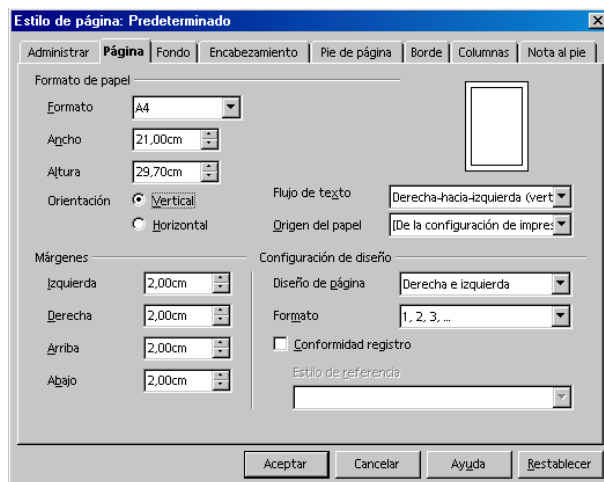 Estilo de página: Predeterminado
Administrar Página Fondo Encabezamiento Pie de página Borde Columnas Nota al pie
Formato de papel
Formato A4
Ancho 21,00cm
Altura 29,70cm
Orientación Vertical
Horizontal
Flujo de texto Derecha-hacia-izquierda (vert
Origen del papel [De la configuración de impres
Márgenes
Izquierda 2,00cm
Derecha 2,00cm
Arriba 2,00cm
Abajo 2,00cm
Configuración de diseño
Diseño de página Derecha e izquierda
Formato 1, 2, 3, ...
Conformidad registro
Estilo de referencia
Aceptar Cancelar Ayuda Restablecer